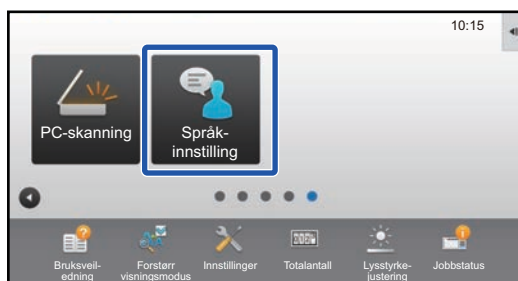 10:15
PC-skanning
Språk-
innstilling
Bruksveil-
edning
Forstørr
visningsmodus
Innstillinger
Totalantall
Lysstyrke-
justering
Jobbstatus